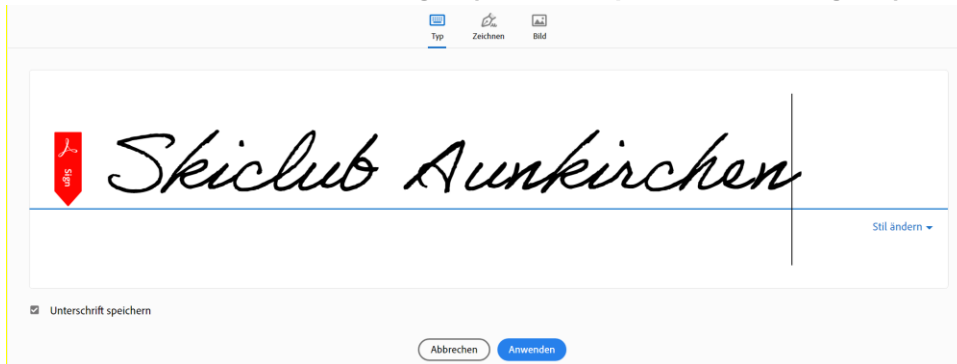 Typ Zeichnen Bild
Sign
Skiclub Aunkirchen
Stil ändern
Unterschrift speichern
Abbrechen Anwenden